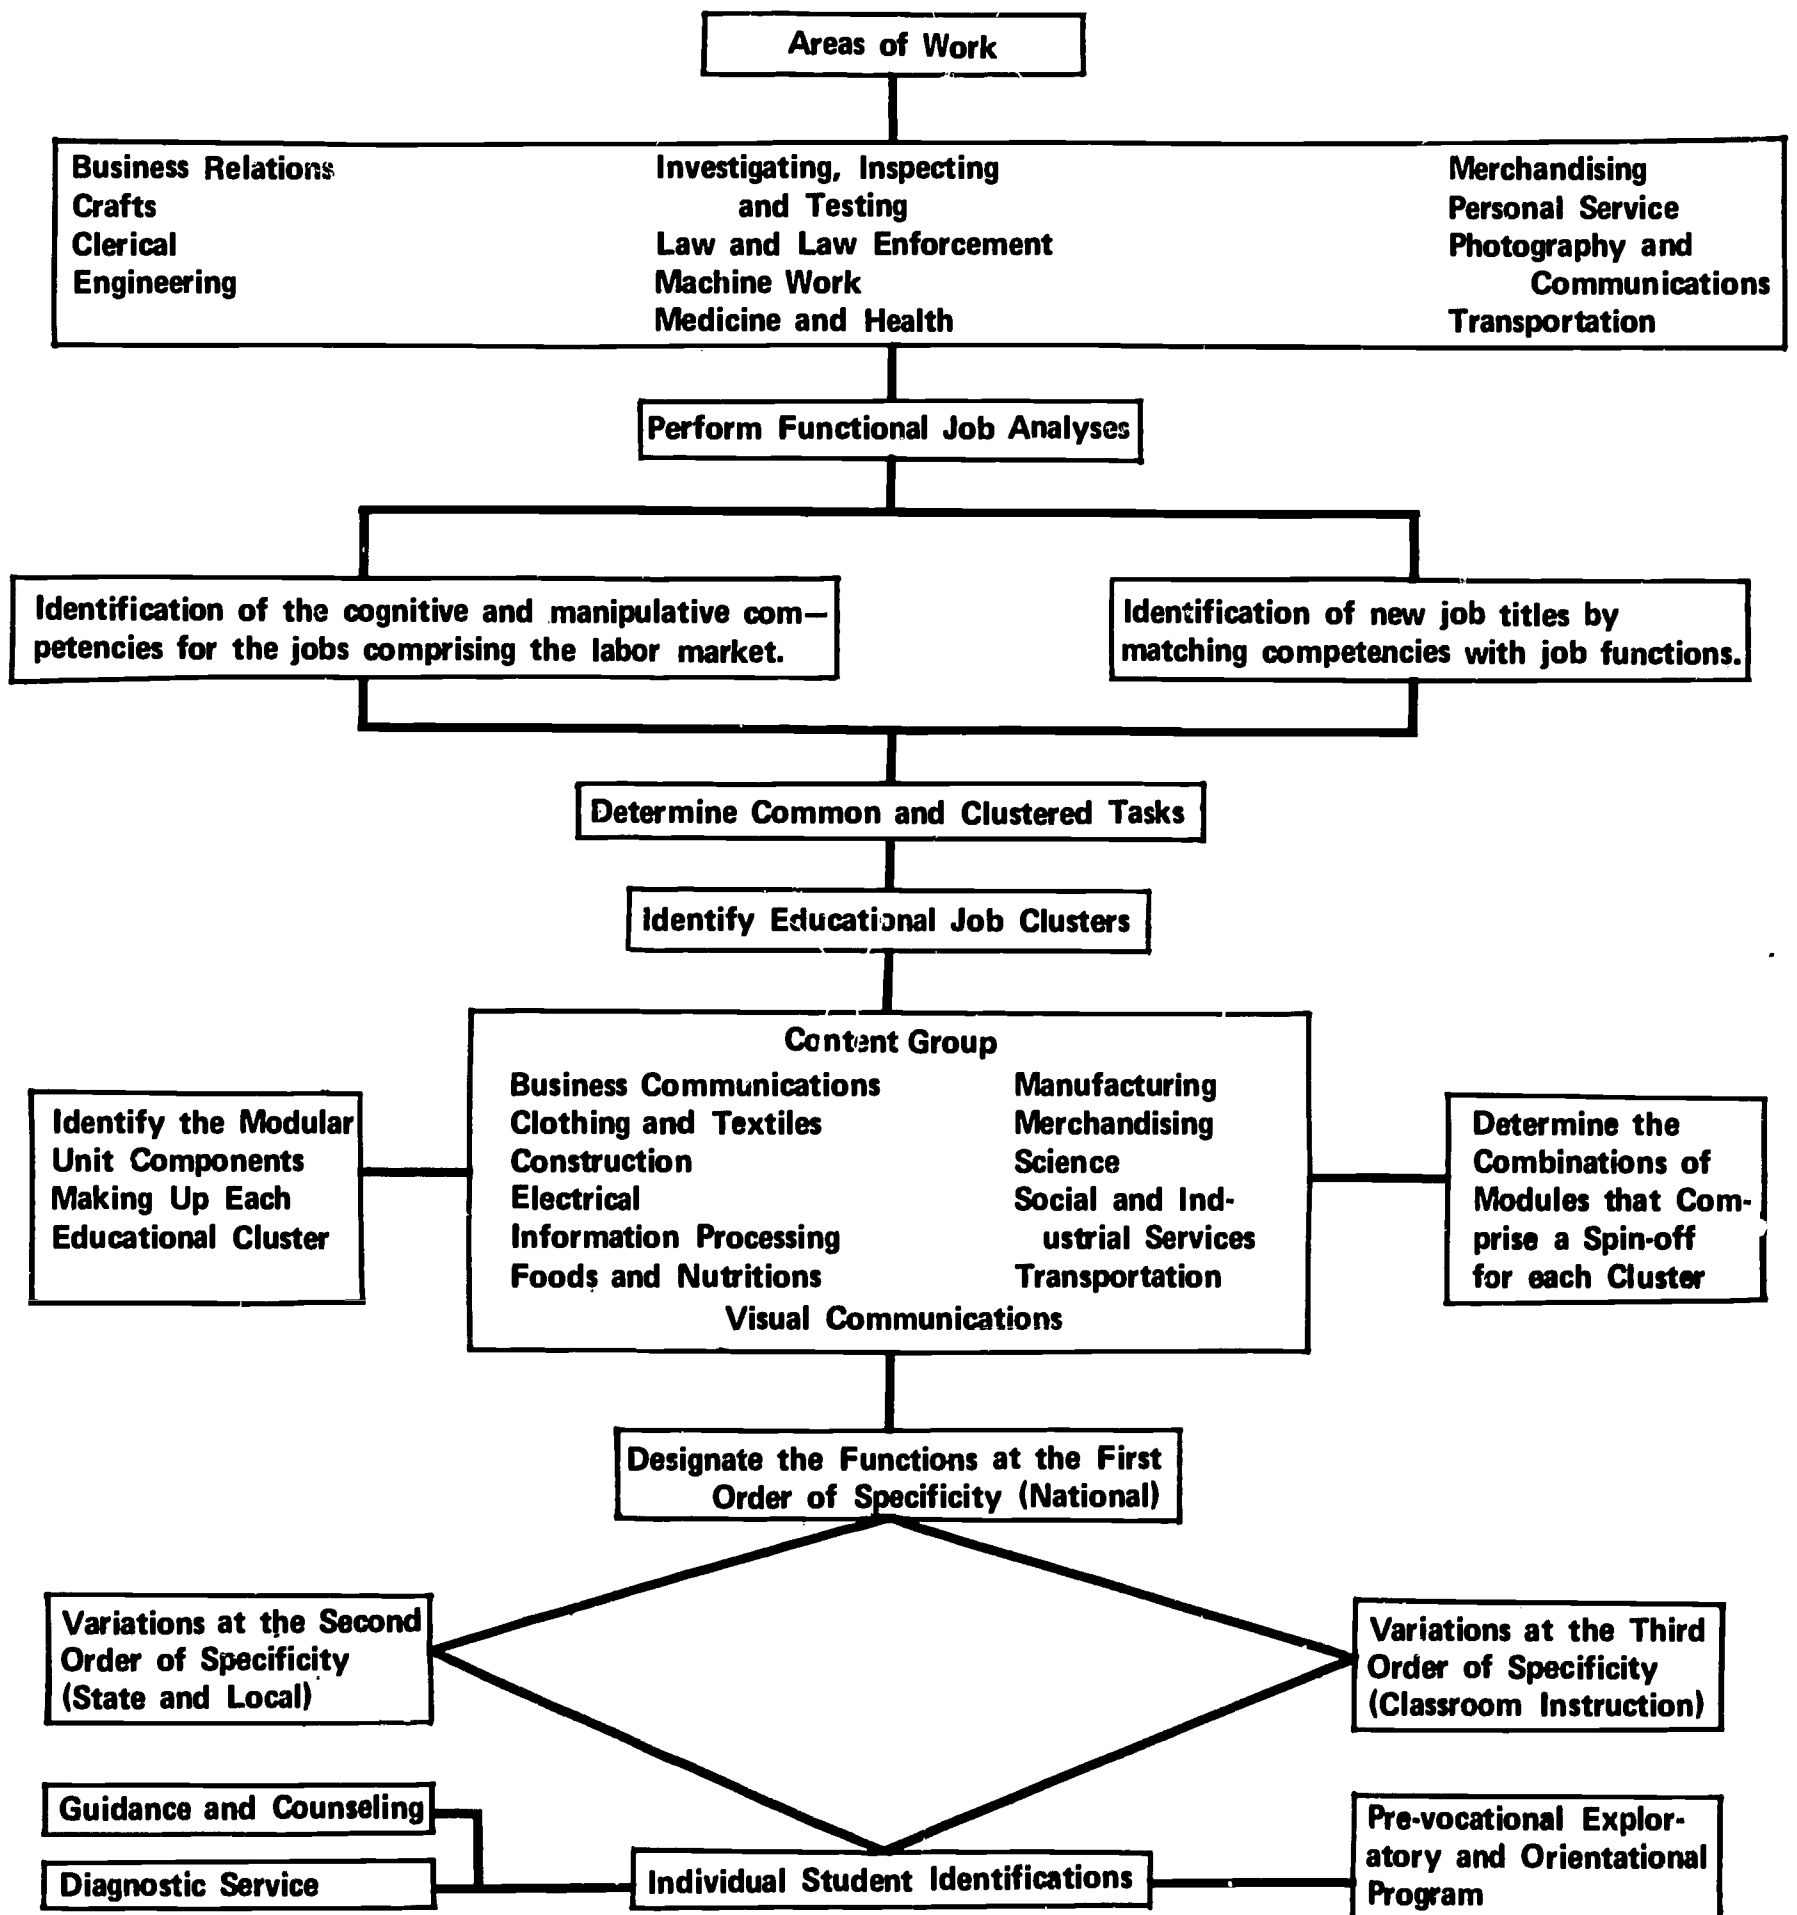 Areas of Work
Business Relations
Crafts
Clerical
Engineering
Investigating, Inspecting
and Testing
Law and Law Enforcement
Machine Work
Medicine and Health
Merchandising
Personal Service
Photography and
Communications
Transportation
Perform Functional Job Analyses
Identification of the cognitive and manipulative com—
petencies for the jobs comprising the labor market.
Identification of new job titles by
matching competencies with job functions.
Determine Common and Clustered Tasks
Identify Educational Job Clusters
Content Group
Business Communications
Clothing and Textiles
Construction
Electrical
Information Processing
Foods and Nutritions
Manufacturing
Merchandising
Science
Social and Ind-
ustrial Services
Transportation
Visual Communications
Identify the Modular
Unit Components
Making Up Each
Educational Cluster
Determine the
Combinations of
Modules that Com-
prise a Spin-off
for each Cluster
Designate the Functions at the First
Order of Specificity (National)
Variations at the Second
Order of Specificity
(State and Local)
Variations at the Third
Order of Specificity
(Classroom Instruction)
Guidance and Counseling
Diagnostic Service
Individual Student Identifications
Pre-vocational Explor-
atory and Orientational
Program